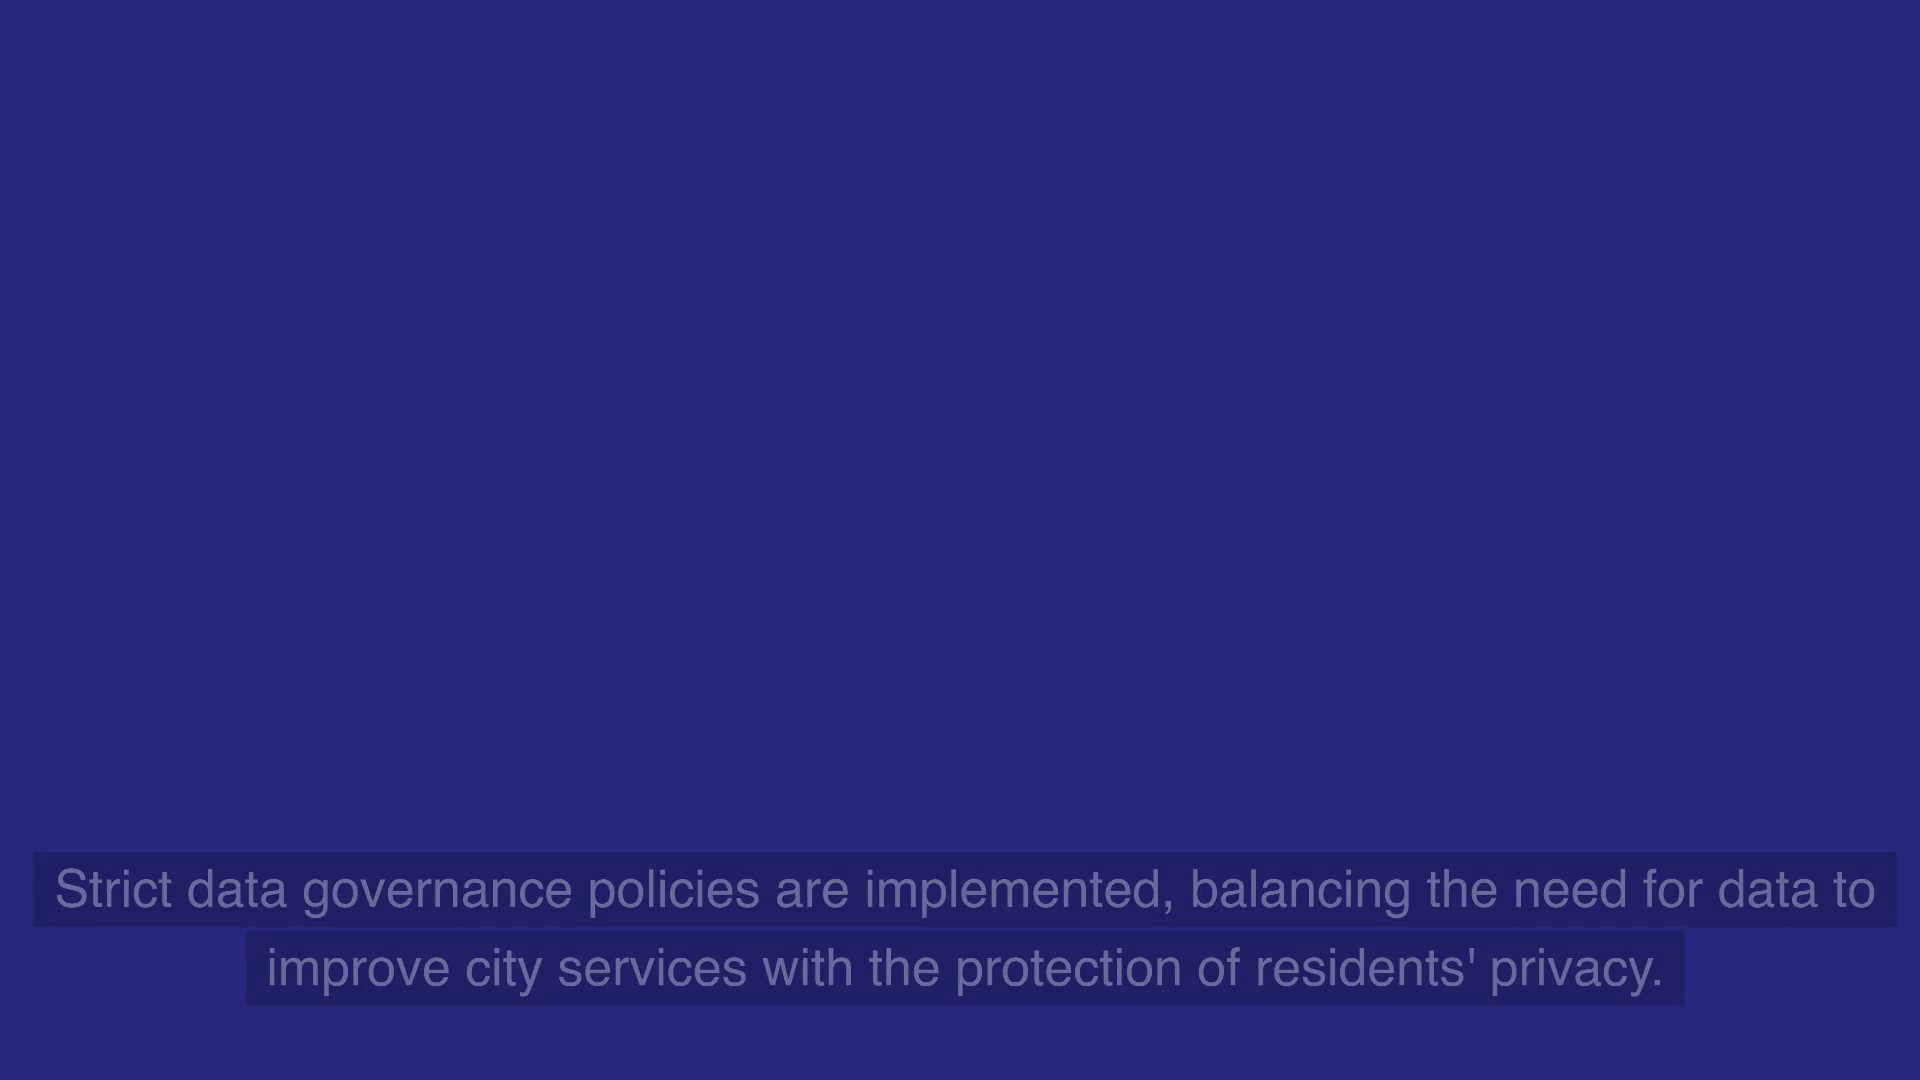 Strict data governance policies are implemented, balancing the need for data to
improve city services with the protection of residents' privacy.